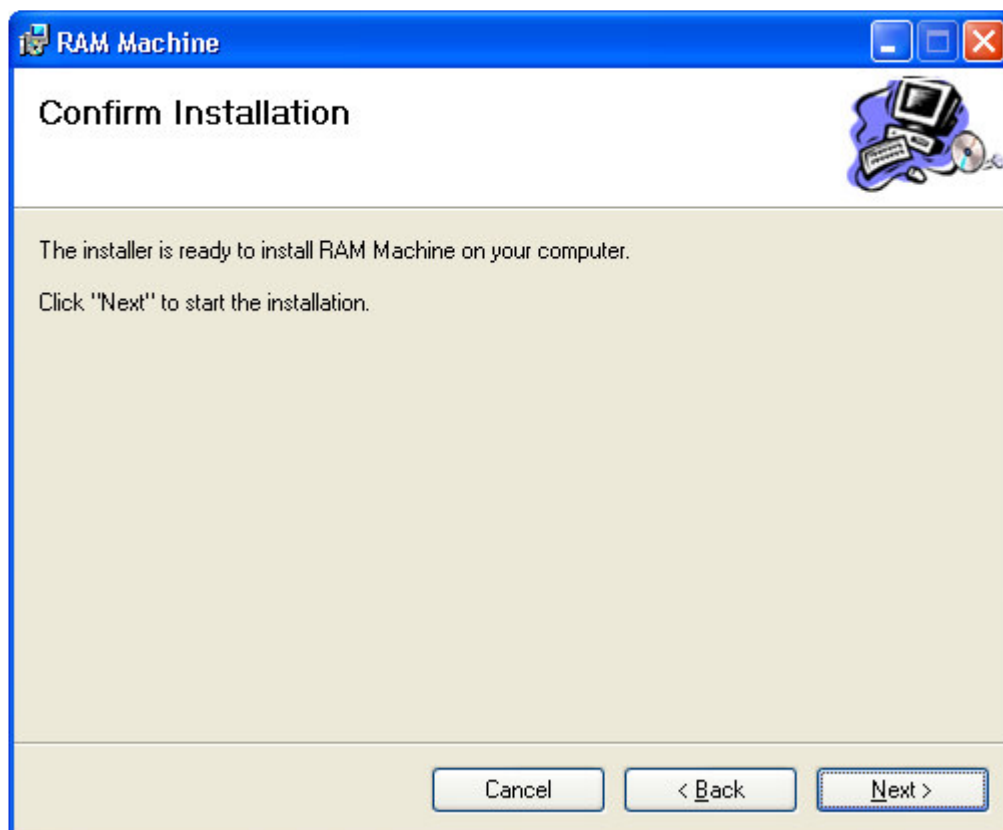 RAM Machine
Confirm Installation
The installer is ready to install RAM Machine on your computer.
Click "Next" to start the installation.
Cancel
< Back
Next >